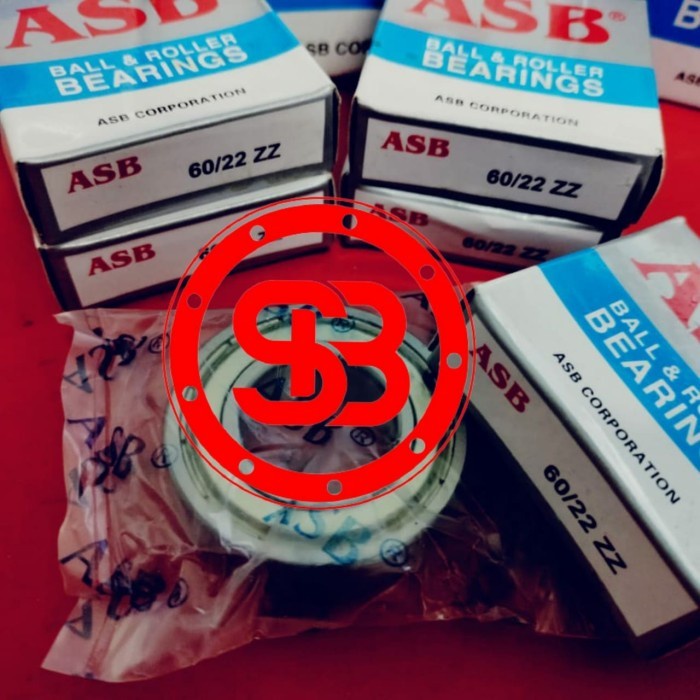 ASB
BALL & ROLLER
BEARINGS
ASB CORPORATION
ASB
60/22 ZZ
ASB
ASB®
BALL & ROLLER
BEARINGS
ASB CORPORATION
ASB
60/22 ZZ
ASB
60/22 ZZ
ASB
BALL &
BEARIN
ASB CORPORATION
ASB
60/22 ZZ
SB
ASB®